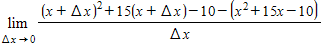 lim Δx→0 ((x + Δx)² + 15(x + Δx) − 10 − (x² + 15x − 10)) / Δx